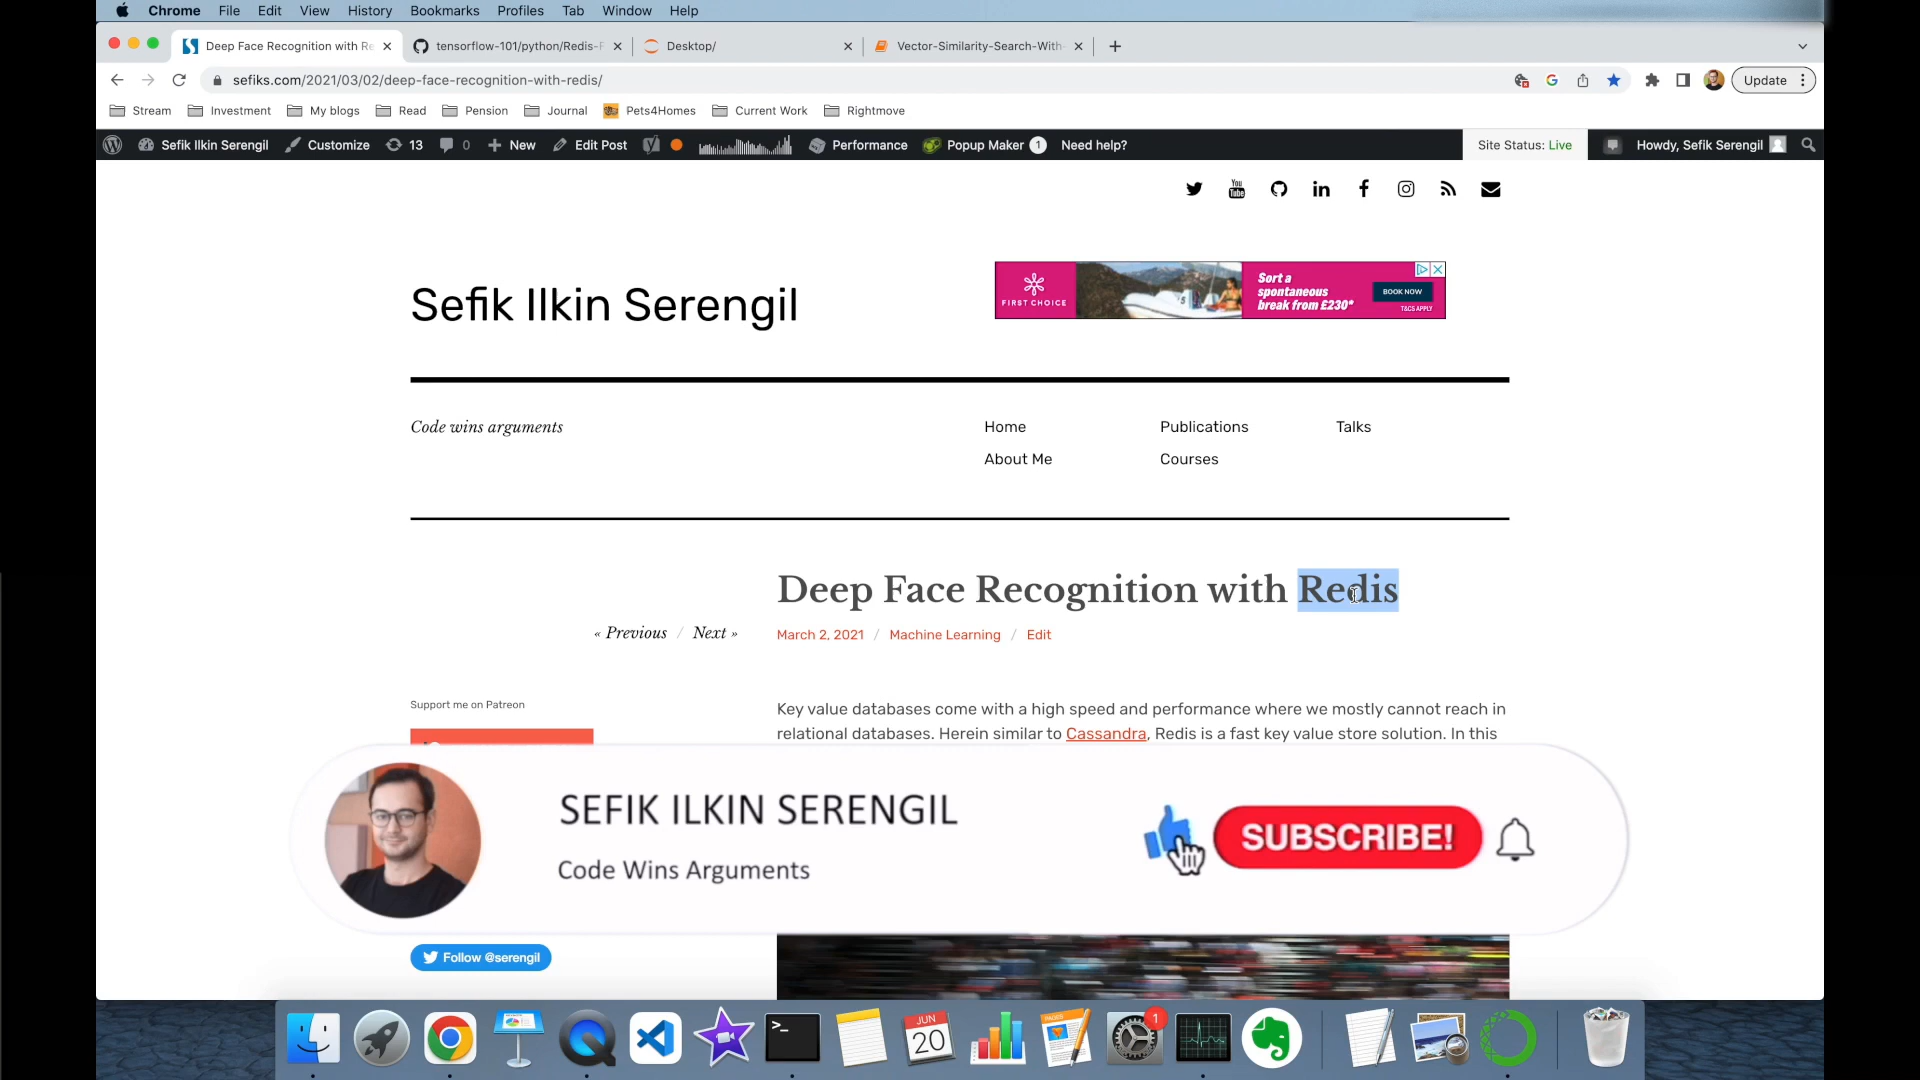 Chrome File Edit View History Bookmarks Profiles Tab Window Help
Deep Face Recognition with Re
tensorflow-101/python/Redis-F
Desktop/
Vector-Similarity-Search-With-
sefiks.com/2021/03/02/deep-face-recognition-with-redis/
Update
Stream Investment My blogs Read Pension Journal Pets4Homes Current Work Rightmove
Sefik Ilkin Serengil Customize 13 0 New Edit Post Performance Popup Maker 1 Need help? Site Status: Live Howdy, Sefik Serengil
You Tube
Sefik Ilkin Serengil
FIRST CHOICE
Sort a
spontaneous
break from £230*
BOOK NOW
T&CS APPLY
Code wins arguments
Home Publications Talks
About Me Courses
Deep Face Recognition with Redis
« Previous / Next »
March 2, 2021 / Machine Learning / Edit
Support me on Patreon
Key value databases come with a high speed and performance where we mostly cannot reach in
relational databases. Herein similar to Cassandra, Redis is a fast key value store solution. In this
SEFIK ILKIN SERENGIL
Code Wins Arguments
SUBSCRIBE!
Follow @serengil
JUN
20
PAGES
1